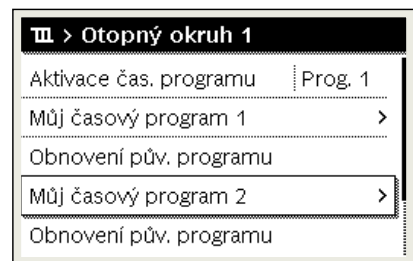 > Otopný okruh 1
Aktivace čas. programu Prog. 1
Můj časový program 1 >
Obnovení pův. programu
Můj časový program 2 >
Obnovení pův. programu